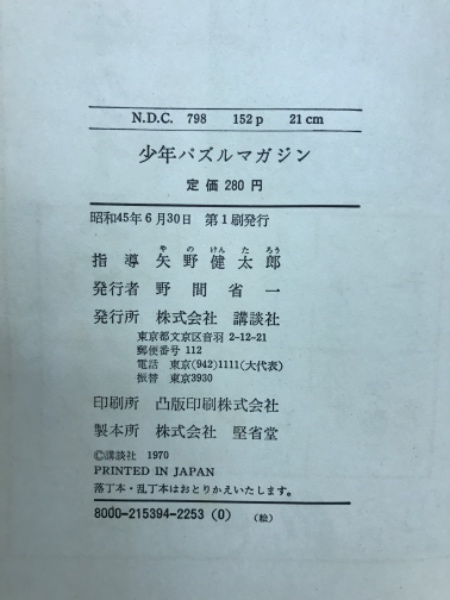 N.D.C. 798 152p 21cm
少年パズルマガジン
定価 280 円
昭和45年6月30日 第1刷発行
や の けん た ろう
指導 矢野健太郎
発行者 野間省一
発行所 株式会社 講談社
東京都文京区音羽 2-12-21
郵便番号 112
電話 東京(942)1111(大代表)
振替 東京3930
印刷所 凸版印刷株式会社
製本所 株式会社 堅省堂
©講談社 1970
PRINTED IN JAPAN
落丁本・乱丁本はおとりかえいたします。
8000-215394-2253 (0) (絵)